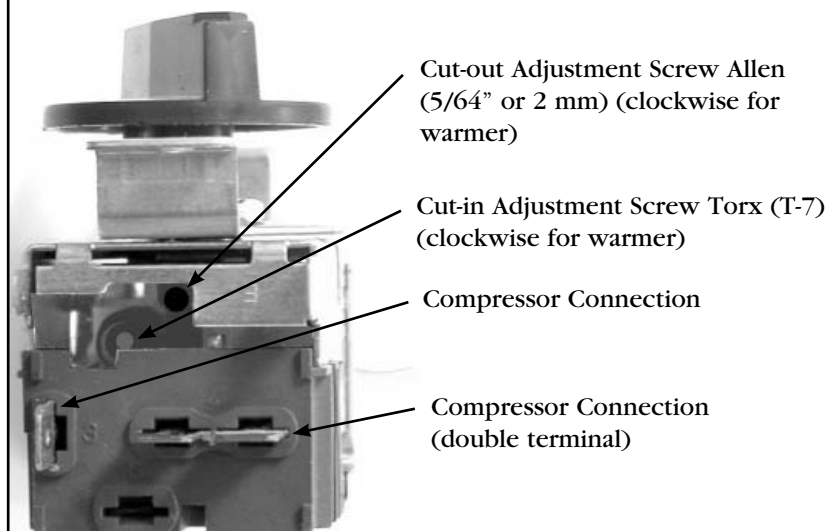 Cut-out Adjustment Screw Allen
(5/64” or 2 mm) (clockwise for
warmer)
Cut-in Adjustment Screw Torx (T-7)
(clockwise for warmer)
Compressor Connection
Compressor Connection
(double terminal)